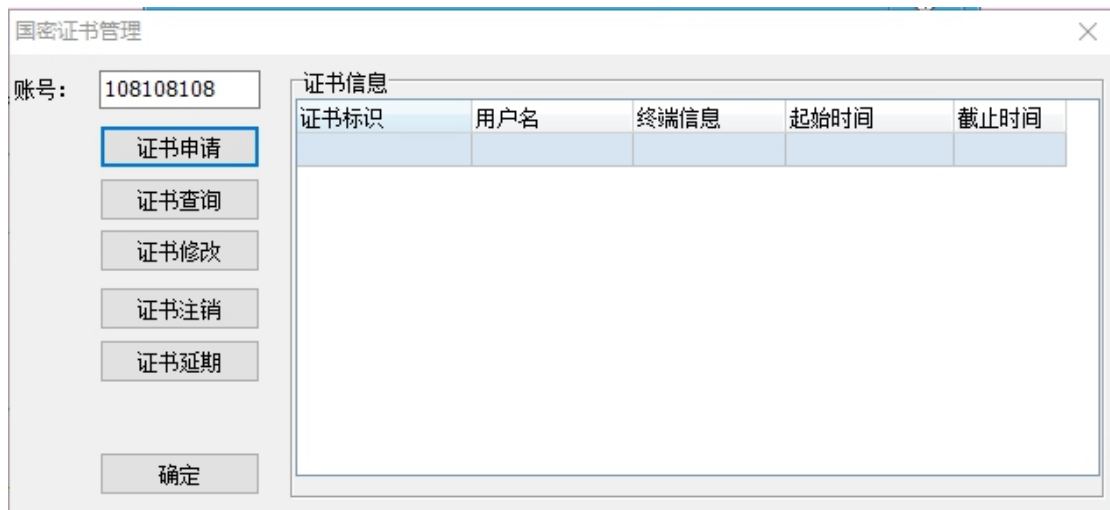 国密证书管理
账号： 108108108
证书申请
证书查询
证书修改
证书注销
证书延期
确定
证书信息
证书标识 用户名 终端信息 起始时间 截止时间